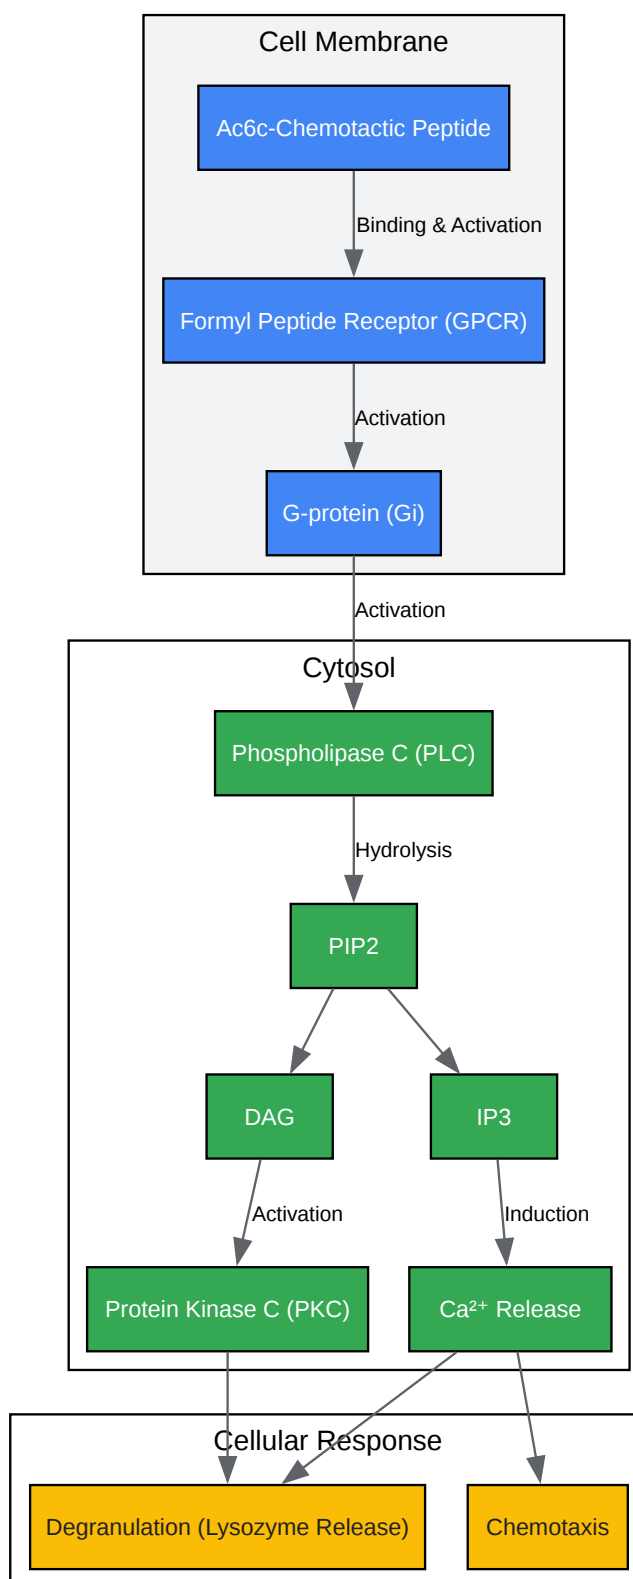 Cell Membrane
Ac6c-Chemotactic Peptide
Binding & Activation
Formyl Peptide Receptor (GPCR)
Activation
G-protein (Gi)
Activation
Cytosol
Phospholipase C (PLC)
Hydrolysis
PIP2
DAG
IP3
Activation
Induction
Protein Kinase C (PKC)
Ca²⁺ Release
Cellular Response
Degranulation (Lysozyme Release)
Chemotaxis